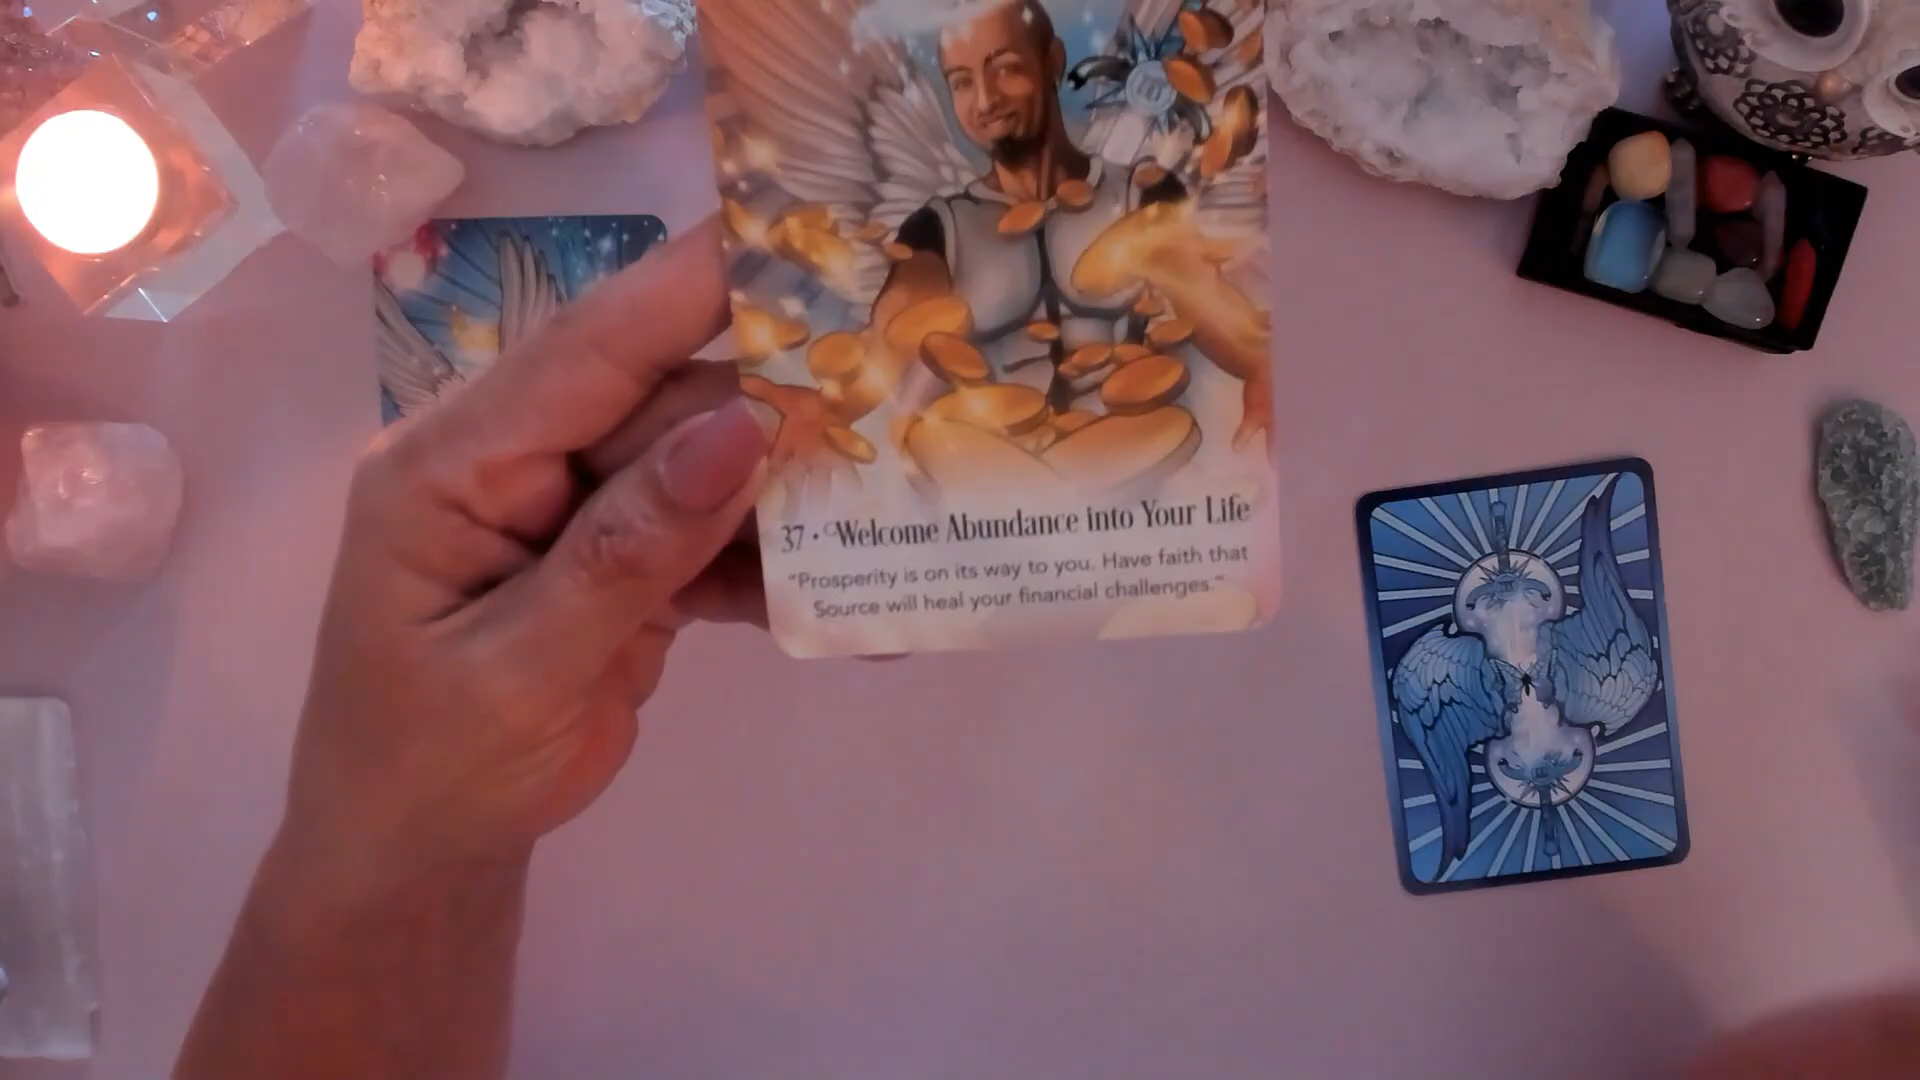 37 · Welcome Abundance into Your Life
"Prosperity is on its way to you. Have faith that
Source will heal your financial challenges."